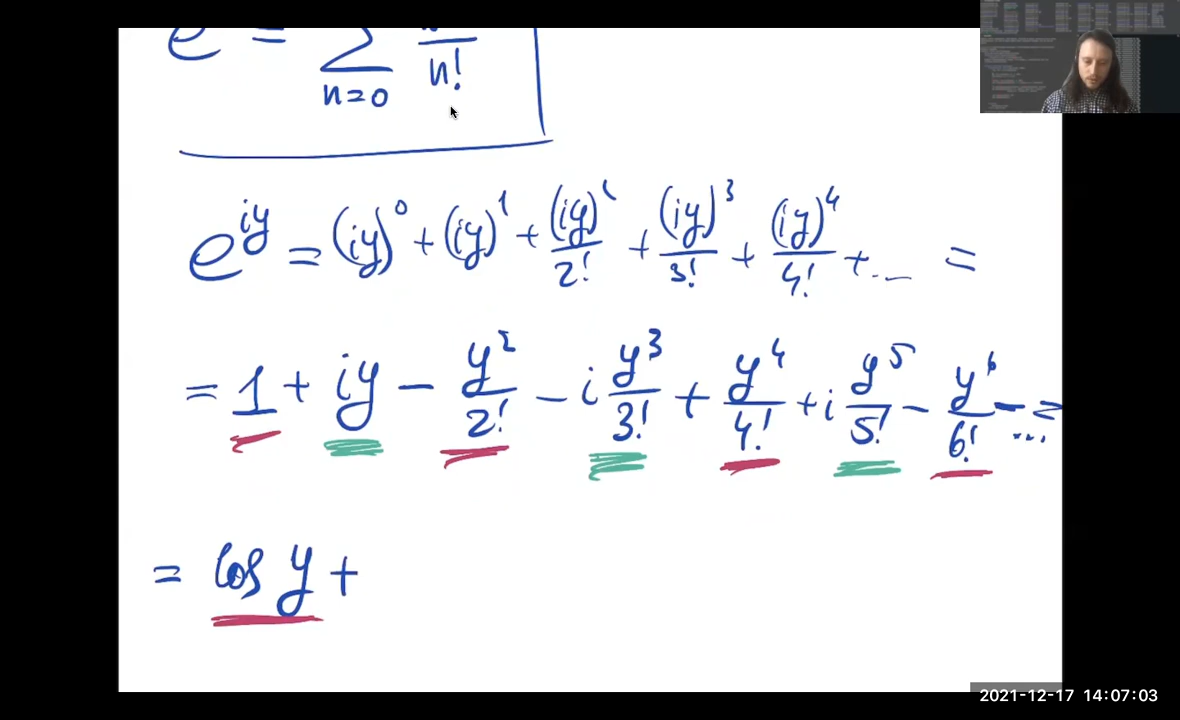 e = ∑ n!
n=0
e^{iy} = (iy)^0 + (iy)^1 + (iy)^2/2! + (iy)^3/3! + (iy)^4/4! + ... =
= 1 + iy - y^2/2! - i y^3/3! + y^4/4! + i y^5/5! - y^6/6! - ... =
= cos y +
2021-12-17 14:07:03